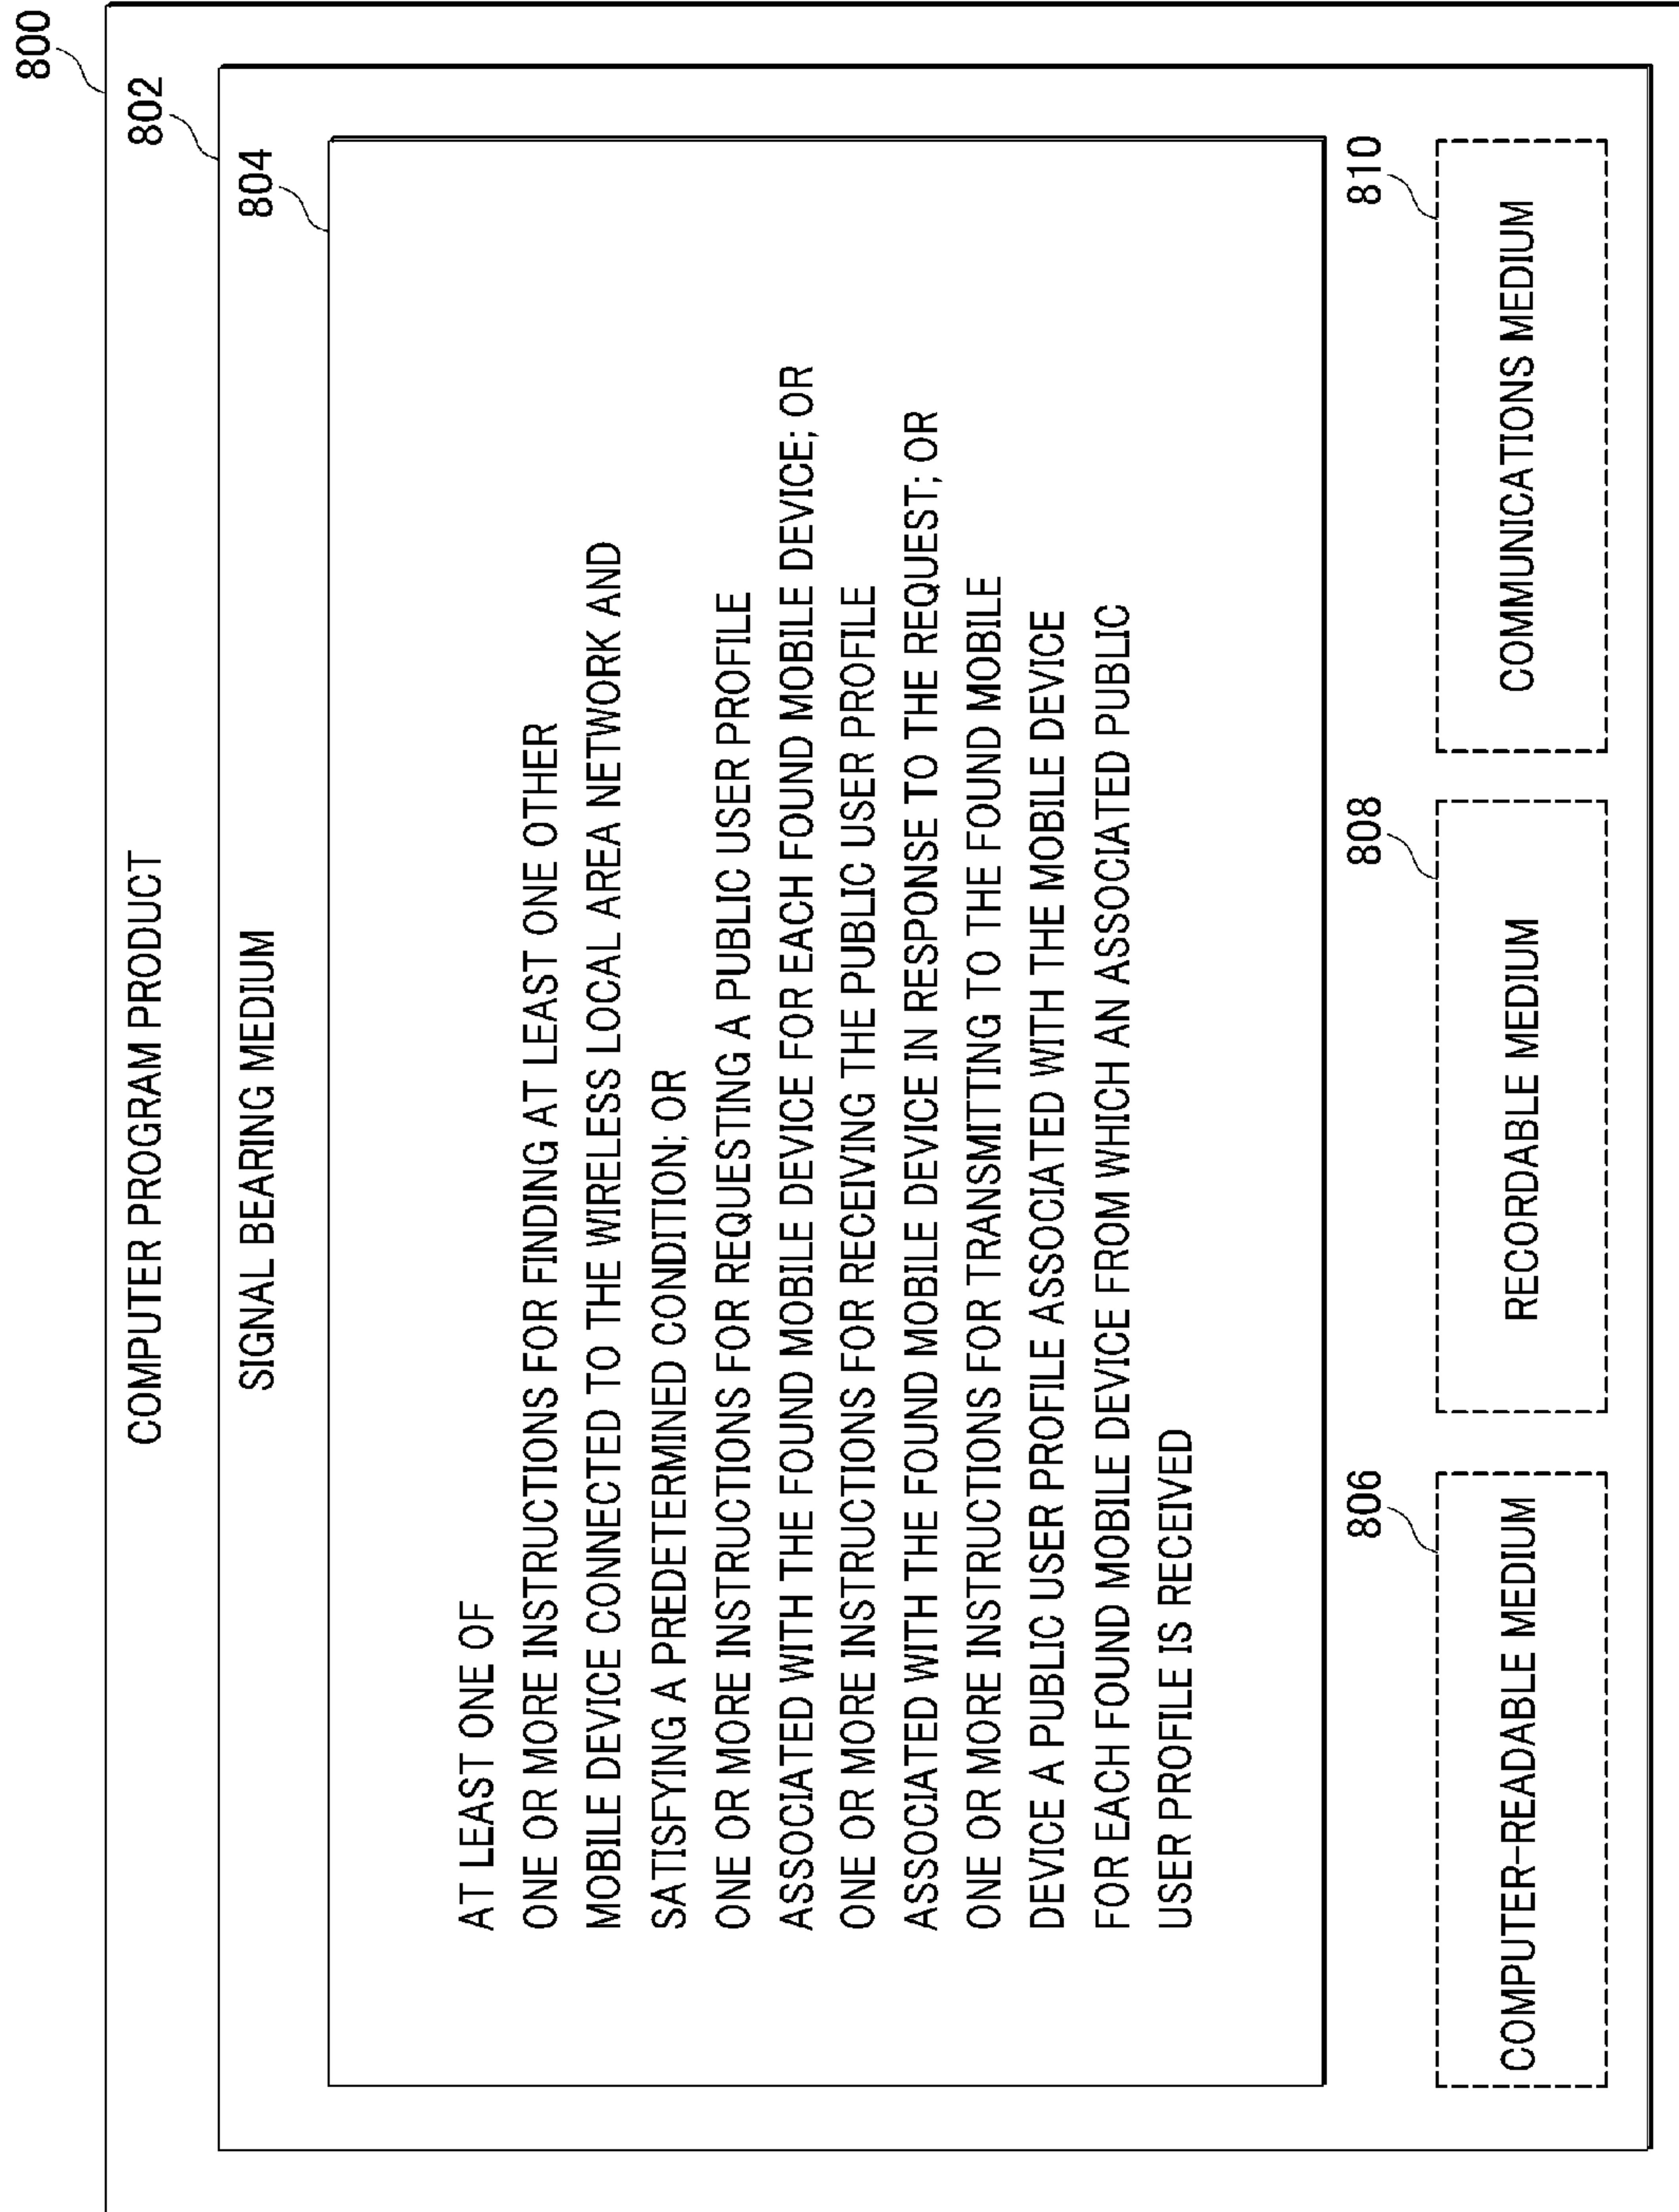 800
COMPUTER PROGRAM PRODUCT
802
SIGNAL BEARING MEDIUM
804
AT LEAST ONE OF
ONE OR MORE INSTRUCTIONS FOR FINDING AT LEAST ONE OTHER
MOBILE DEVICE CONNECTED TO THE WIRELESS LOCAL AREA NETWORK AND
SATISFYING A PREDETERMINED CONDITION; OR
ONE OR MORE INSTRUCTIONS FOR REQUESTING A PUBLIC USER PROFILE
ASSOCIATED WITH THE FOUND MOBILE DEVICE FOR EACH FOUND MOBILE DEVICE; OR
ONE OR MORE INSTRUCTIONS FOR RECEIVING THE PUBLIC USER PROFILE
ASSOCIATED WITH THE FOUND MOBILE DEVICE IN RESPONSE TO THE REQUEST; OR
ONE OR MORE INSTRUCTIONS FOR TRANSMITTING TO THE FOUND MOBILE
DEVICE A PUBLIC USER PROFILE ASSOCIATED WITH THE MOBILE DEVICE
FOR EACH FOUND MOBILE DEVICE FROM WHICH AN ASSOCIATED PUBLIC
USER PROFILE IS RECEIVED
806
COMPUTER-READABLE MEDIUM
808
RECORDABLE MEDIUM
810
COMMUNICATIONS MEDIUM